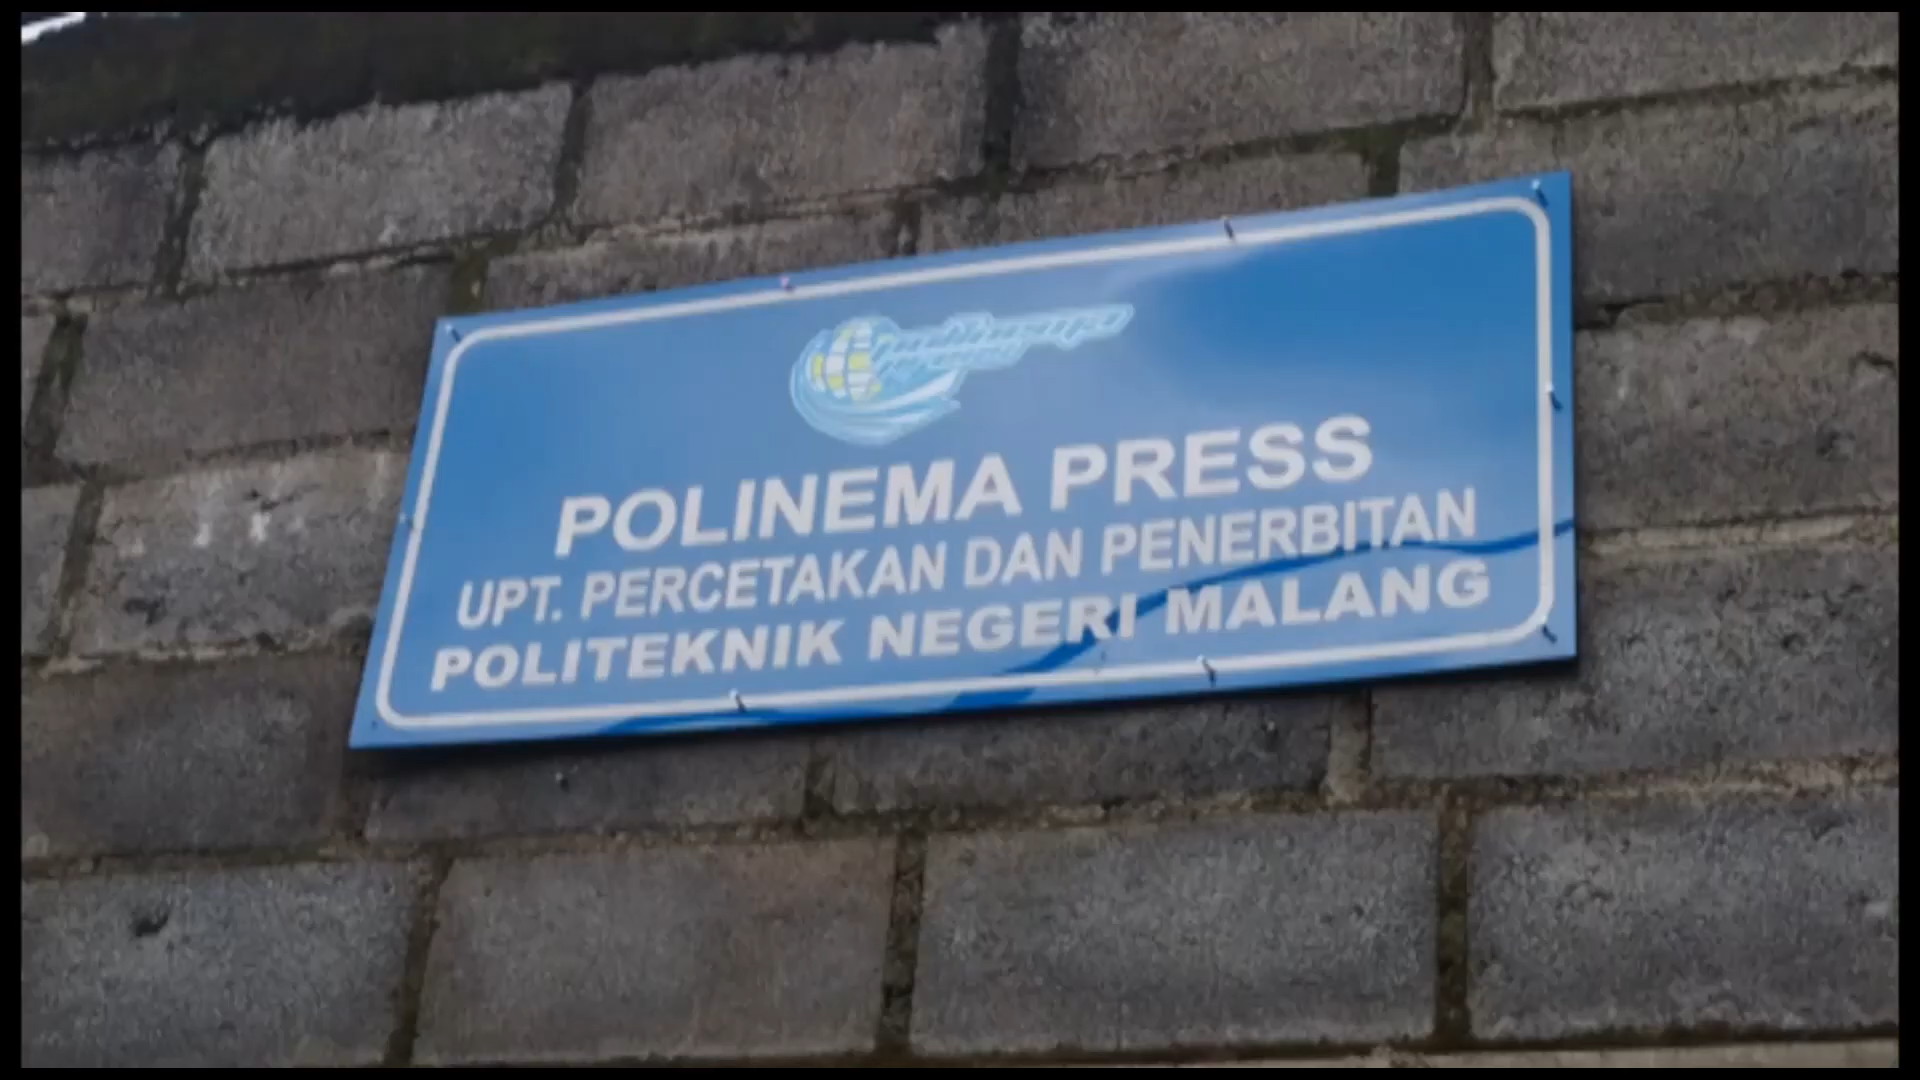 POLINEMA PRESS
UPT. PERCETAKAN DAN PENERBITAN
POLITEKNIK NEGERI MALANG